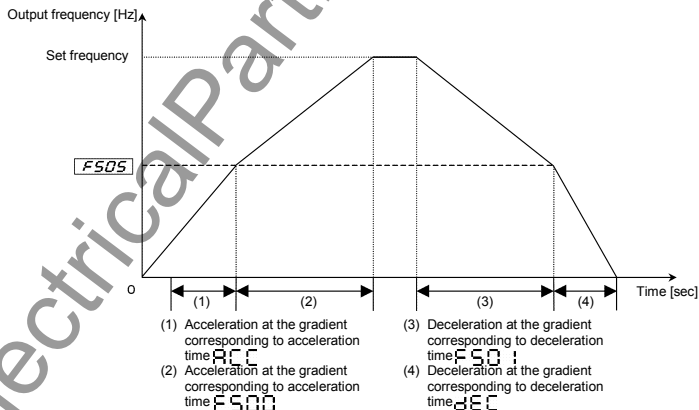 Output frequency [Hz]
Set frequency
F505
0
Time [sec]
(1)
(2)
(3)
(4)
(1) Acceleration at the gradient
corresponding to acceleration
time ACC
(2) Acceleration at the gradient
corresponding to acceleration
time F500
(3) Deceleration at the gradient
corresponding to deceleration
time F501
(4) Deceleration at the gradient
corresponding to deceleration
time dEC
ectricalPart